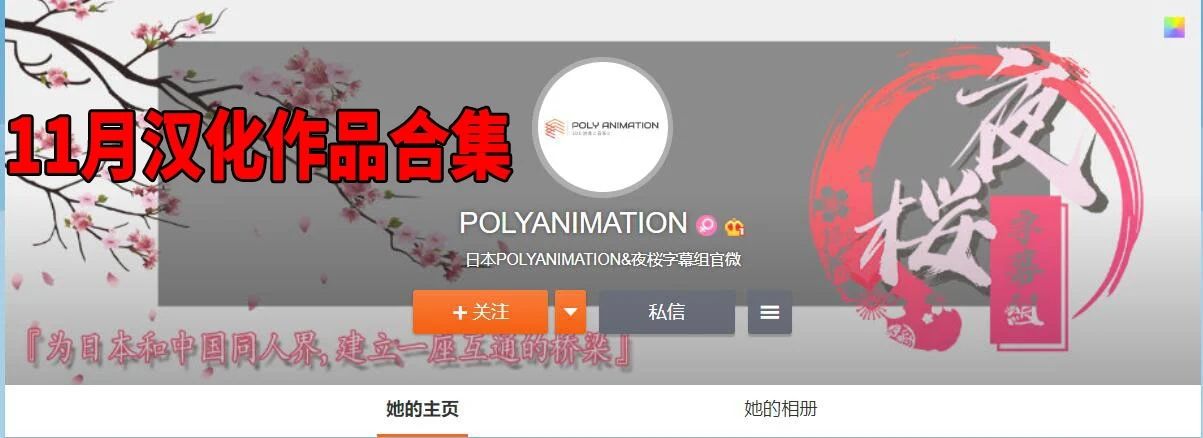 11月汉化作品合集
POLY ANIMATION
POLYANIMATION
日本POLYANIMATION&夜桜字幕组官微
+关注
私信
夜桜
字幕组
『为日本和中国同人界,建立一座互通的桥梁』
她的主页
她的相册